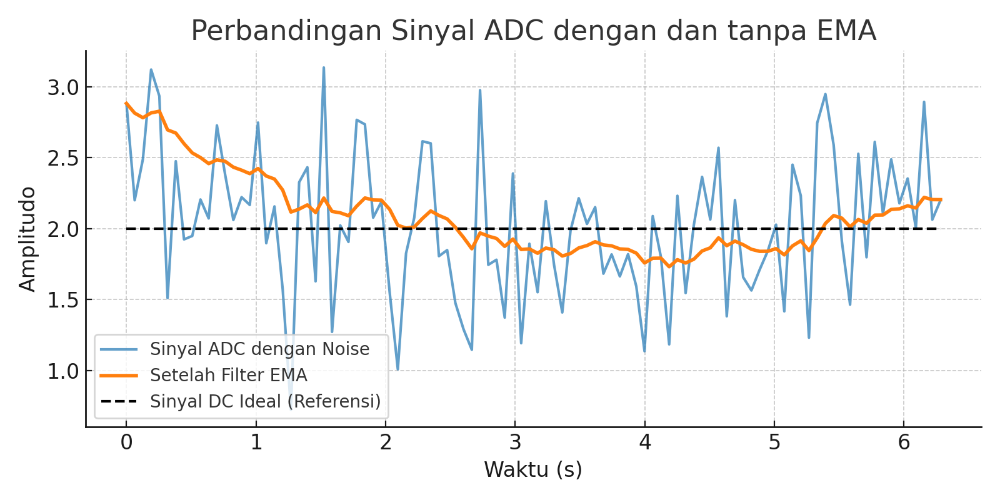 Perbandingan Sinyal ADC dengan dan tanpa EMA
Amplitudo
3.0
2.5
2.0
1.5
1.0
Sinyal ADC dengan Noise
Setelah Filter EMA
Sinyal DC Ideal (Referensi)
0 1 2 3 4 5 6
Waktu (s)